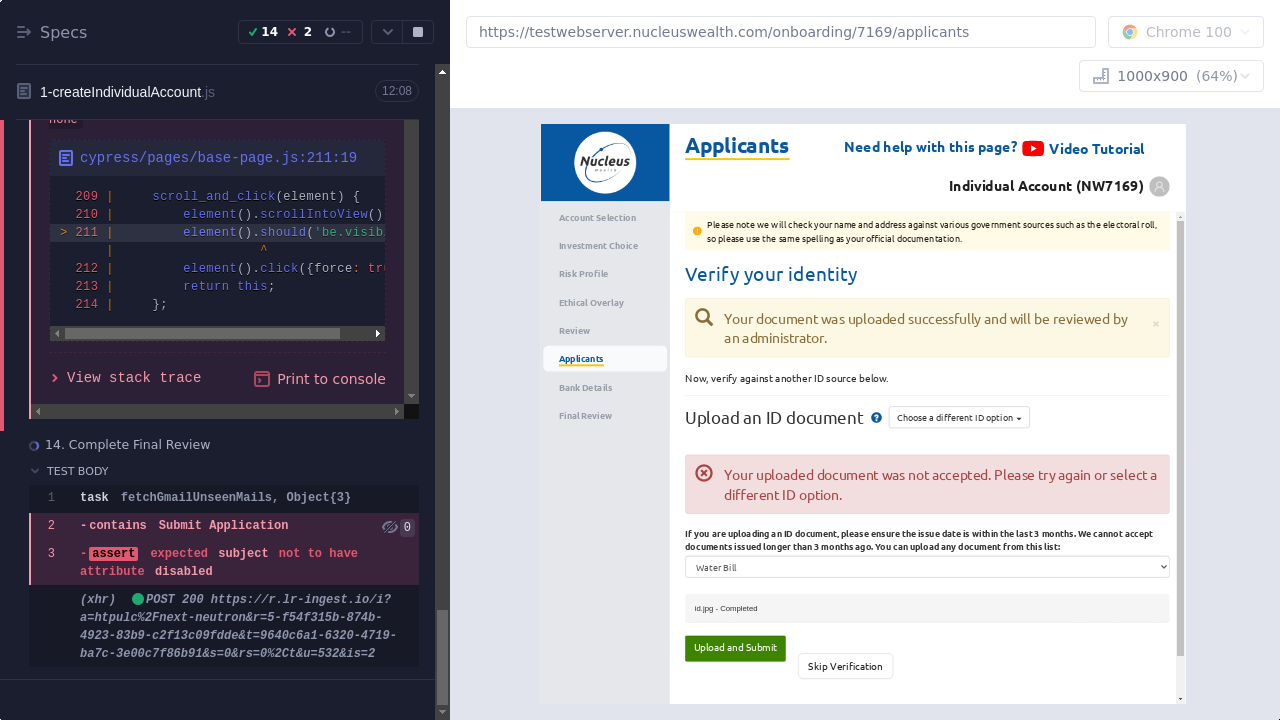 Specs
14 2 --
1-createIndividualAccount.js
12:08
none
cypress/pages/base-page.js:211:19
209 | scroll_and_click(element) {
210 | element().scrollIntoView()
> 211 | element().should('be.visib
| ^
212 | element().click({force: tru
213 | return this;
214 | };
View stack trace
Print to console
14. Complete Final Review
TEST BODY
1 task fetchGmailUnseenMails, Object{3}
2 -contains Submit Application 0
3 -assert expected subject not to have
attribute disabled
(xhr) POST 200 https://r.lr-ingest.io/i?
a=htpulc%2Fnext-neutron&r=5-f54f315b-874b-
4923-83b9-c2f13c09fdde&t=9640c6a1-6320-4719-
ba7c-3e00c7f86b91&s=0&rs=0%2Ct&u=532&is=2
https://testwebserver.nucleuswealth.com/onboarding/7169/applicants
Chrome 100
1000x900 (64%)
Nucleus
Wealth
Account Selection
Investment Choice
Risk Profile
Ethical Overlay
Review
Applicants
Bank Details
Final Review
Applicants
Need help with this page? Video Tutorial
Individual Account (NW7169)
Please note we will check your name and address against various government sources such as the electoral roll,
so please use the same spelling as your official documentation.
Verify your identity
Your document was uploaded successfully and will be reviewed by
an administrator.
×
Now, verify against another ID source below.
Upload an ID document ? Choose a different ID option
Your uploaded document was not accepted. Please try again or select a
different ID option.
If you are uploading an ID document, please ensure the issue date is within the last 3 months. We cannot accept
documents issued longer than 3 months ago. You can upload any document from this list:
Water Bill
id.jpg - Completed
Upload and Submit
Skip Verification